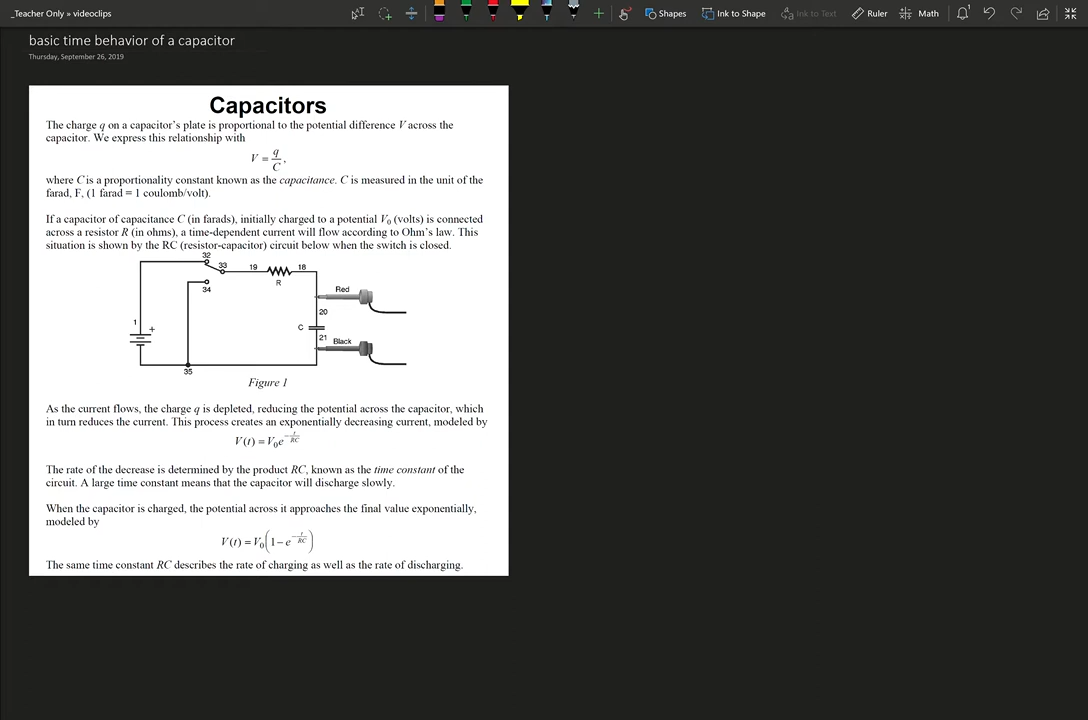 _Teacher Only » videoclips
Shapes
Ink to Shape
Ink to Text
Ruler
Math
1
basic time behavior of a capacitor
Thursday, September 26, 2019
Capacitors
The charge q on a capacitor's plate is proportional to the potential difference V across the
capacitor. We express this relationship with
V = q/C,
where C is a proportionality constant known as the capacitance. C is measured in the unit of the
farad, F, (1 farad = 1 coulomb/volt).
If a capacitor of capacitance C (in farads), initially charged to a potential V₀ (volts) is connected
across a resistor R (in ohms), a time-dependent current will flow according to Ohm's law. This
situation is shown by the RC (resistor-capacitor) circuit below when the switch is closed.
32
33
19
18
R
34
Red
20
1
+
C
21
Black
35
Figure 1
As the current flows, the charge q is depleted, reducing the potential across the capacitor, which
in turn reduces the current. This process creates an exponentially decreasing current, modeled by
V(t) = V₀e^(-t/RC)
The rate of the decrease is determined by the product RC, known as the time constant of the
circuit. A large time constant means that the capacitor will discharge slowly.
When the capacitor is charged, the potential across it approaches the final value exponentially,
modeled by
V(t) = V₀(1 − e^(-t/RC))
The same time constant RC describes the rate of charging as well as the rate of discharging.